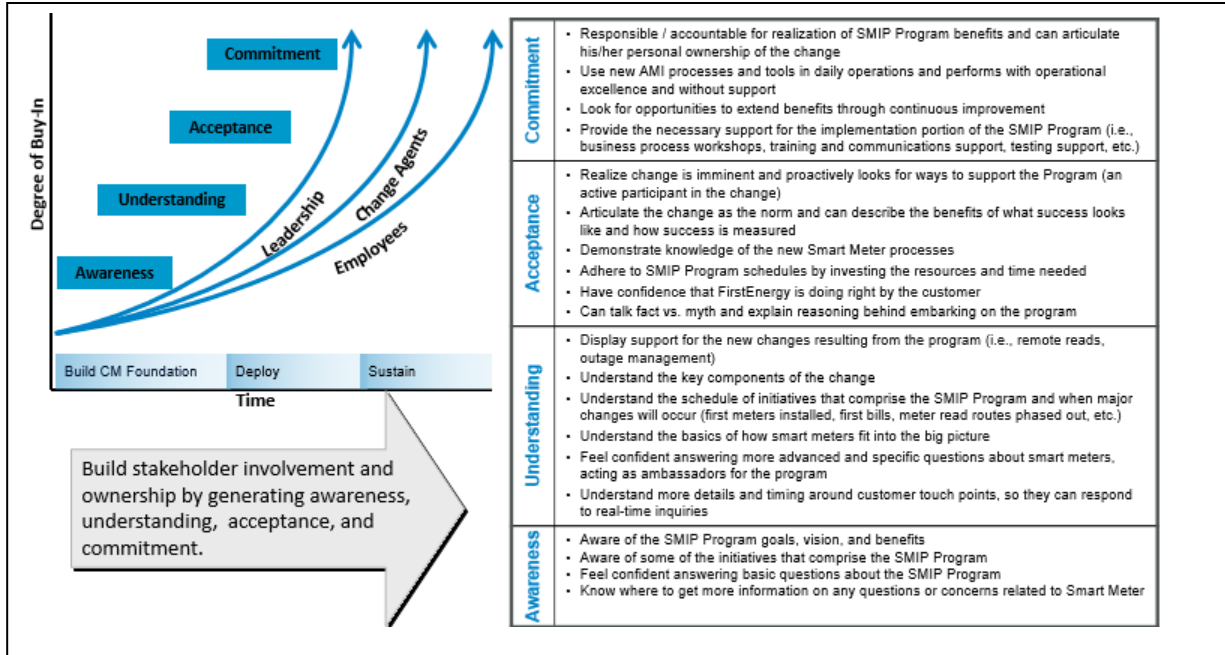 Degree of Buy-In
Commitment
Acceptance
Understanding
Awareness
Leadership
Change Agents
Employees
Build CM Foundation
Deploy
Sustain
Time
Build stakeholder involvement and
ownership by generating awareness,
understanding, acceptance, and
commitment.
Commitment
• Responsible / accountable for realization of SMIP Program benefits and can articulate
his/her personal ownership of the change
• Use new AMI processes and tools in daily operations and performs with operational
excellence and without support
• Look for opportunities to extend benefits through continuous improvement
• Provide the necessary support for the implementation portion of the SMIP Program (i.e.,
business process workshops, training and communications support, testing support, etc.)
Acceptance
• Realize change is imminent and proactively looks for ways to support the Program (an
active participant in the change)
• Articulate the change as the norm and can describe the benefits of what success looks
like and how success is measured
• Demonstrate knowledge of the new Smart Meter processes
• Adhere to SMIP Program schedules by investing the resources and time needed
• Have confidence that FirstEnergy is doing right by the customer
• Can talk fact vs. myth and explain reasoning behind embarking on the program
Understanding
• Display support for the new changes resulting from the program (i.e., remote reads,
outage management)
• Understand the key components of the change
• Understand the schedule of initiatives that comprise the SMIP Program and when major
changes will occur (first meters installed, first bills, meter read routes phased out, etc.)
• Understand the basics of how smart meters fit into the big picture
• Feel confident answering more advanced and specific questions about smart meters,
acting as ambassadors for the program
• Understand more details and timing around customer touch points, so they can respond
to real-time inquiries
Awareness
• Aware of the SMIP Program goals, vision, and benefits
• Aware of some of the initiatives that comprise the SMIP Program
• Feel confident answering basic questions about the SMIP Program
• Know where to get more information on any questions or concerns related to Smart Meter